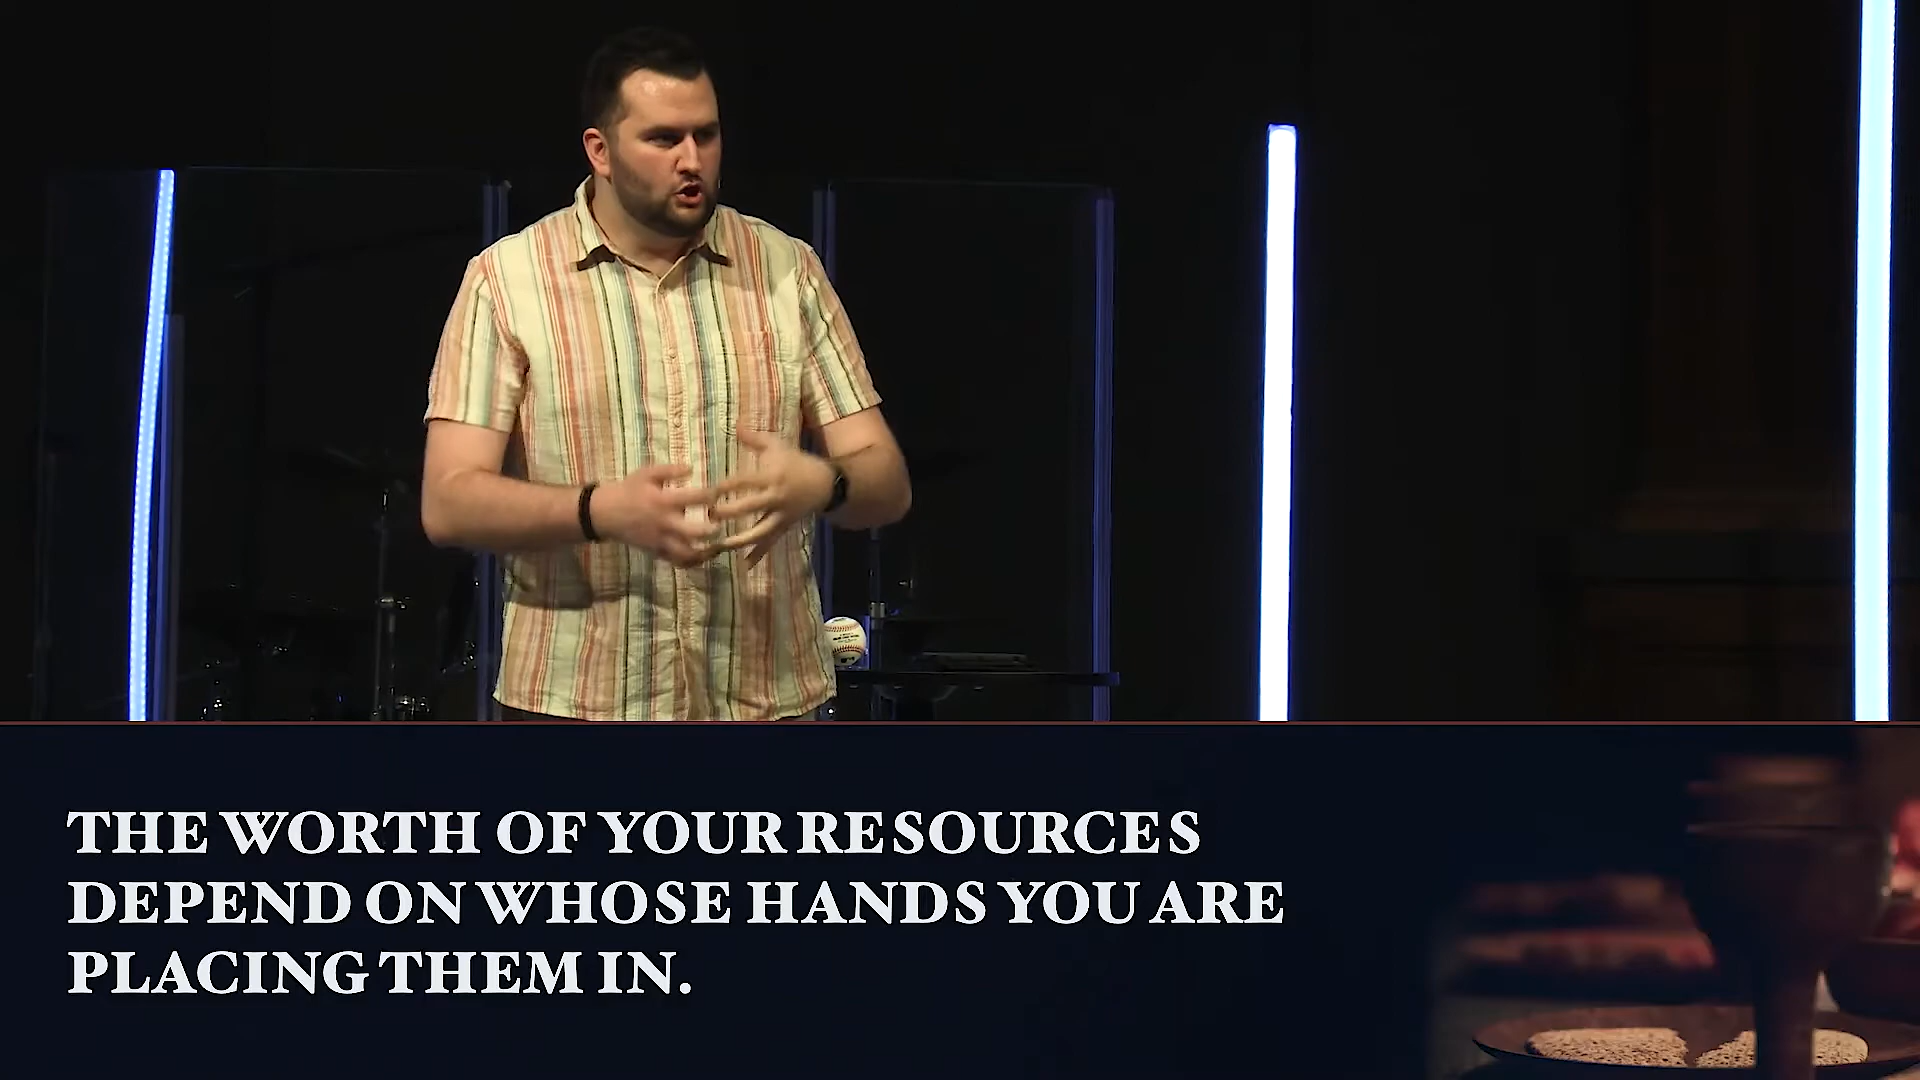 THE WORTH OF YOUR RESOURCES
DEPEND ON WHOSE HANDS YOU ARE
PLACING THEM IN.